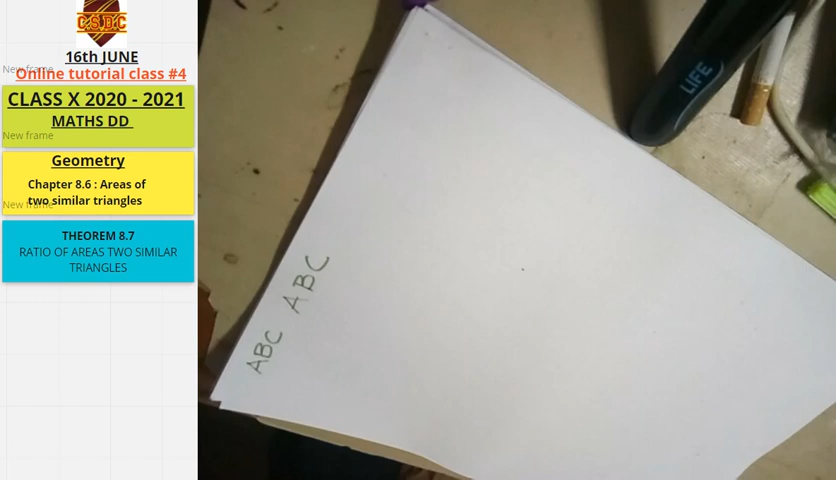 C.S.D.C
16th JUNE
New frame
Online tutorial class #4
CLASS X 2020 - 2021
MATHS DD
New frame
Geometry
Chapter 8.6 : Areas of
two similar triangles
New frame
THEOREM 8.7
RATIO OF AREAS TWO SIMILAR
TRIANGLES
ABC ABC
LIFE